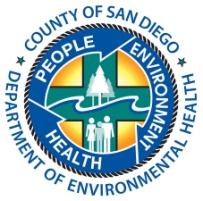 COUNTY OF SAN DIEGO
DEPARTMENT OF ENVIRONMENTAL HEALTH
PEOPLE
ENVIRONMENT
HEALTH